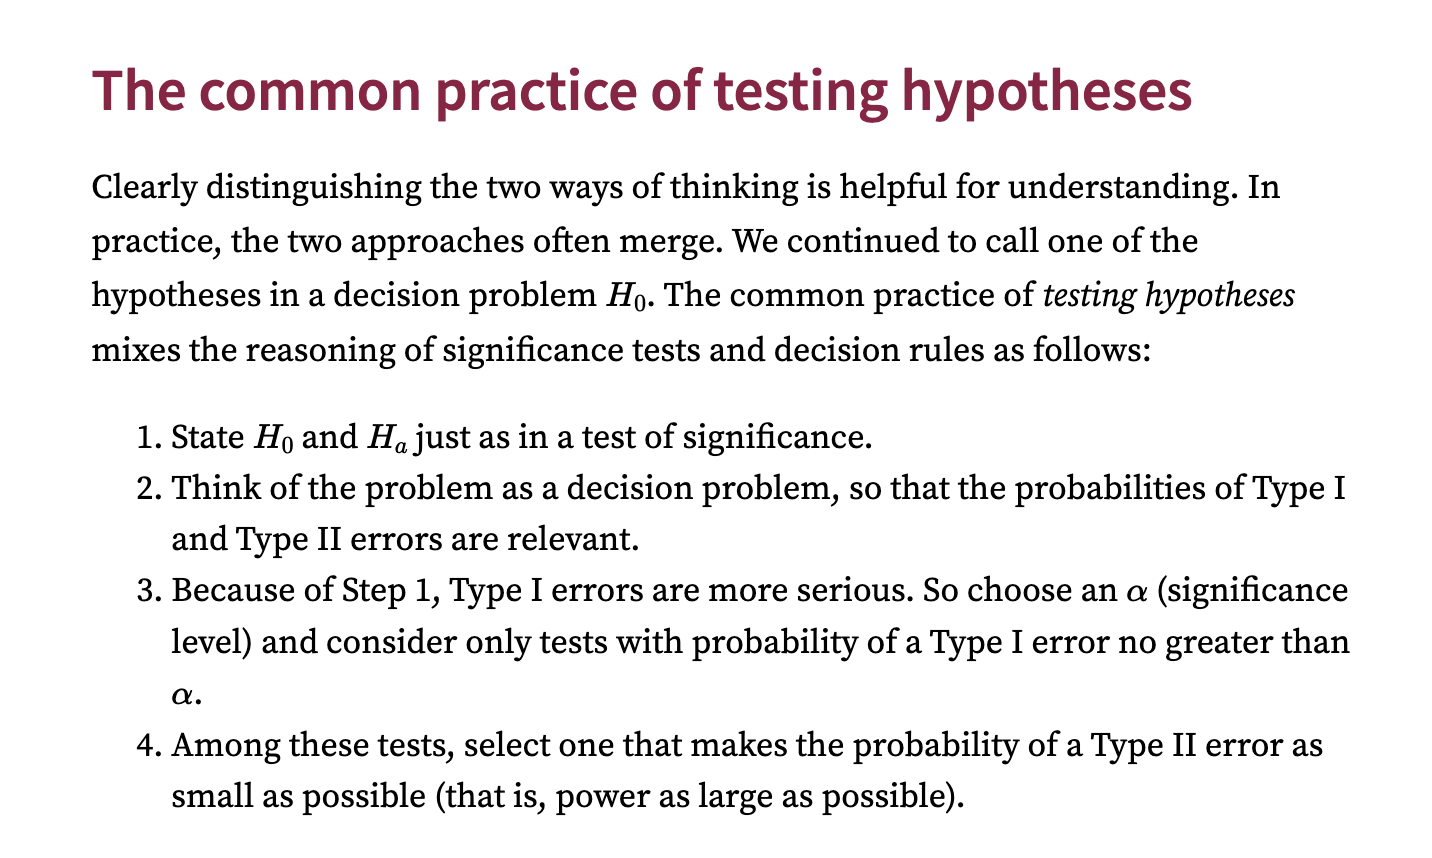 The common practice of testing hypotheses
Clearly distinguishing the two ways of thinking is helpful for understanding. In
practice, the two approaches often merge. We continued to call one of the
hypotheses in a decision problem H₀. The common practice of testing hypotheses
mixes the reasoning of significance tests and decision rules as follows:
1. State H₀ and Hₐ just as in a test of significance.
2. Think of the problem as a decision problem, so that the probabilities of Type I
and Type II errors are relevant.
3. Because of Step 1, Type I errors are more serious. So choose an α (significance
level) and consider only tests with probability of a Type I error no greater than
α.
4. Among these tests, select one that makes the probability of a Type II error as
small as possible (that is, power as large as possible).